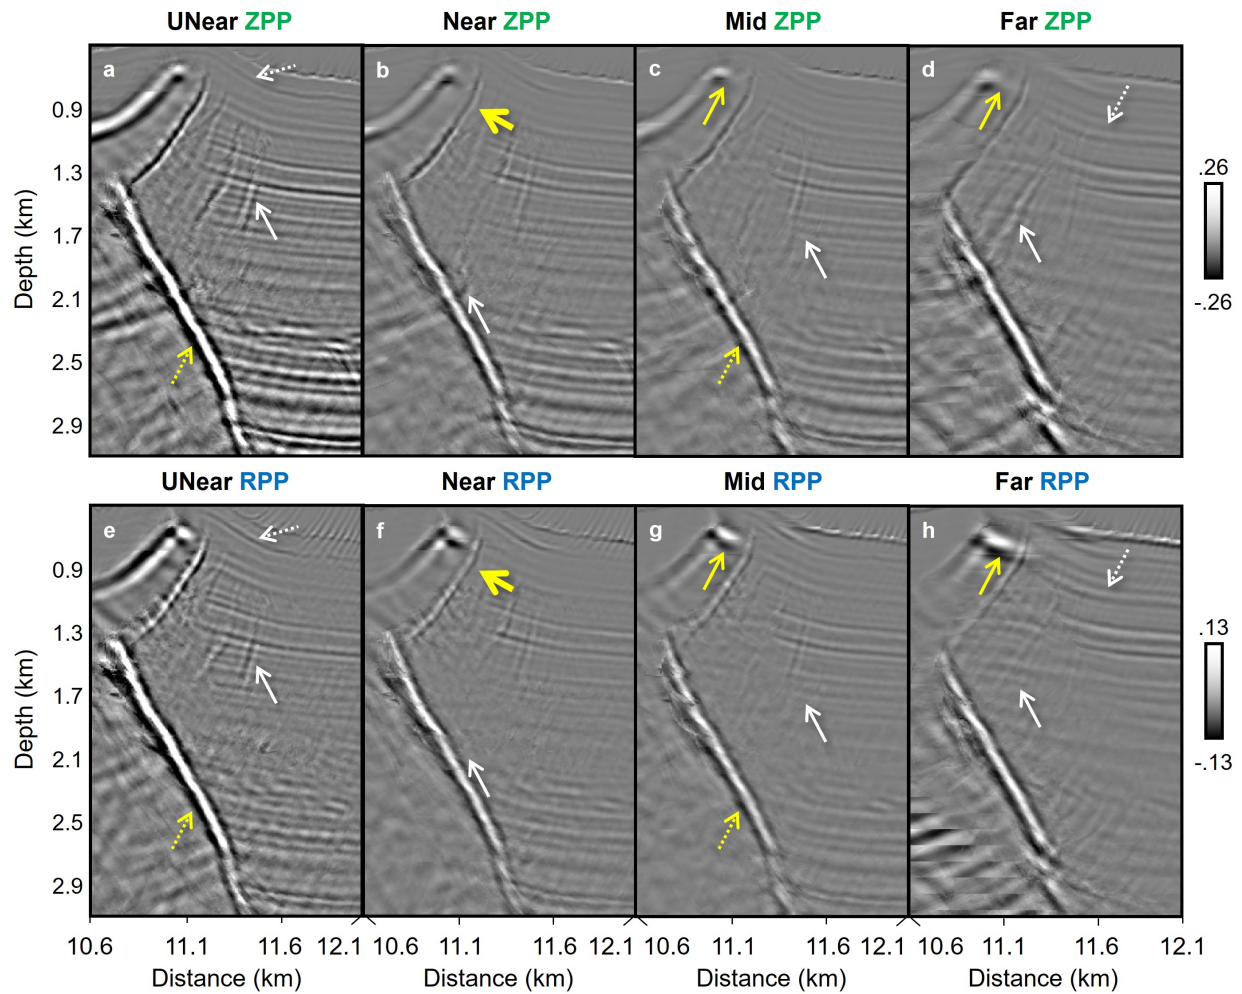 UNear ZPP
Near ZPP
Mid ZPP
Far ZPP
a
b
c
d
0.9
1.3
1.7
2.1
2.5
2.9
Depth (km)
.26
-.26
UNear RPP
Near RPP
Mid RPP
Far RPP
e
f
g
h
0.9
1.3
1.7
2.1
2.5
2.9
Depth (km)
.13
-.13
10.6 11.1 11.6 12.1
10.6 11.1 11.6 12.1
10.6 11.1 11.6 12.1
10.6 11.1 11.6 12.1
Distance (km)
Distance (km)
Distance (km)
Distance (km)